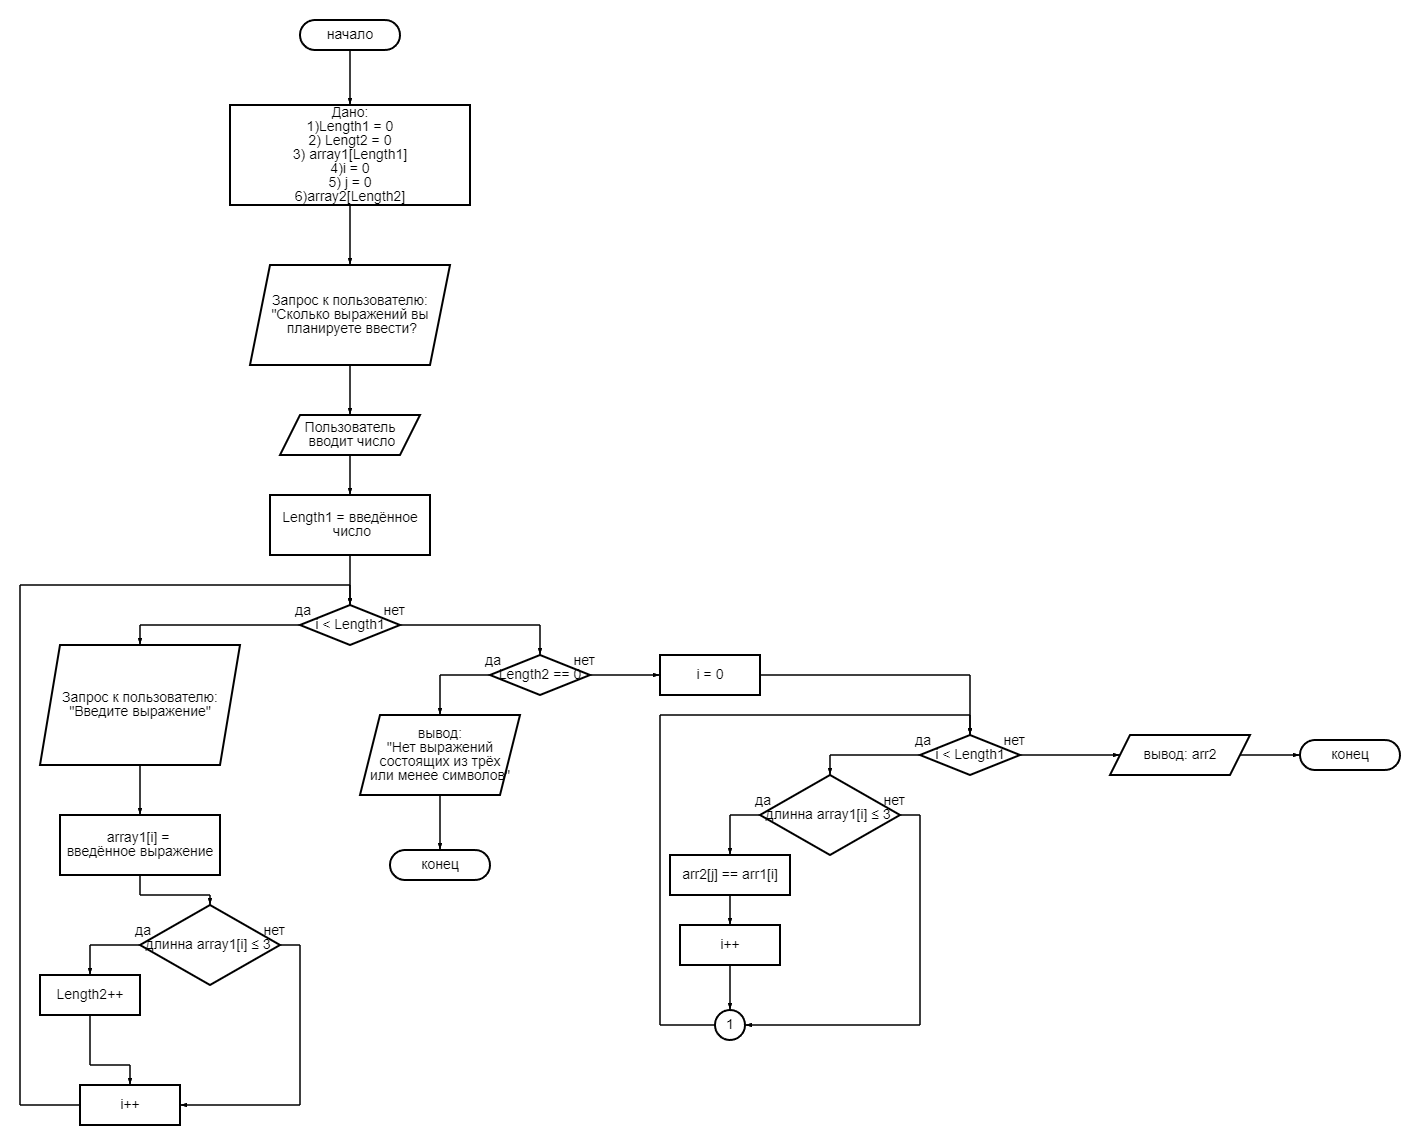 начало
Дано:
1)Length1 = 0
2) Lengt2 = 0
3) array1[Length1]
4)i = 0
5) j = 0
6)array2[Length2]
Запрос к пользователю:
"Сколько выражений вы
планируете ввести?
Пользователь
вводит число
Length1 = введённое
число
да
нет
i < Length1
Запрос к пользователю:
"Введите выражение"
array1[i] =
введённое выражение
да
нет
длинна array1[i] ≤ 3
Length2++
i++
да
нет
Length2 == 0
вывод:
"Нет выражений
состоящих из трёх
или менее символов"
конец
i = 0
да
нет
i < Length1
да
нет
длинна array1[i] ≤ 3
arr2[j] == arr1[i]
i++
1
вывод: arr2
конец